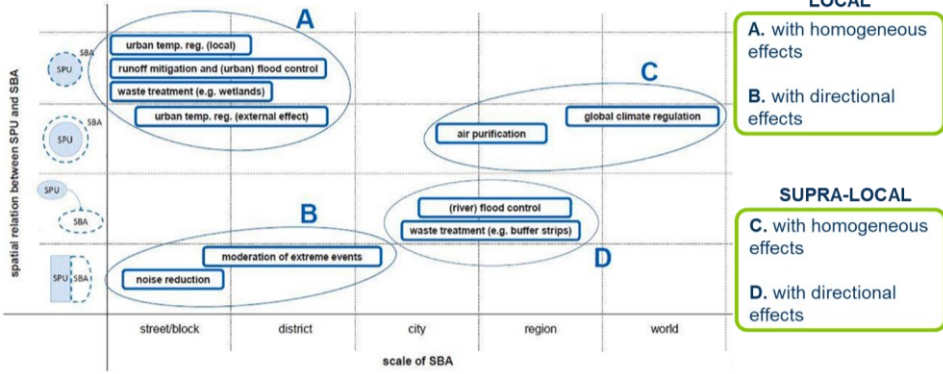 LOCAL
A
SBA
urban temp. reg. (local)
SPU
runoff mitigation and (urban) flood control
waste treatment (e.g. wetlands)
SBA
urban temp. reg. (external effect)
SPU
C
global climate regulation
air purification
SPU
SBA
(river) flood control
waste treatment (e.g. buffer strips)
B
D
moderation of extreme events
SPU
SBA
noise reduction
spatial relation between SPU and SBA
street/block
district
city
region
world
scale of SBA
A. with homogeneous
effects
B. with directional
effects
SUPRA-LOCAL
C. with homogeneous
effects
D. with directional
effects